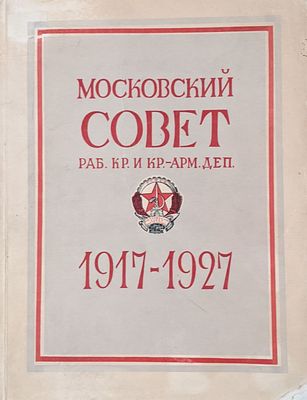 МОСКОВСКИЙ
СОВЕТ
РАБ. КР. И КР.-АРМ. ДЕП.
1917-1927